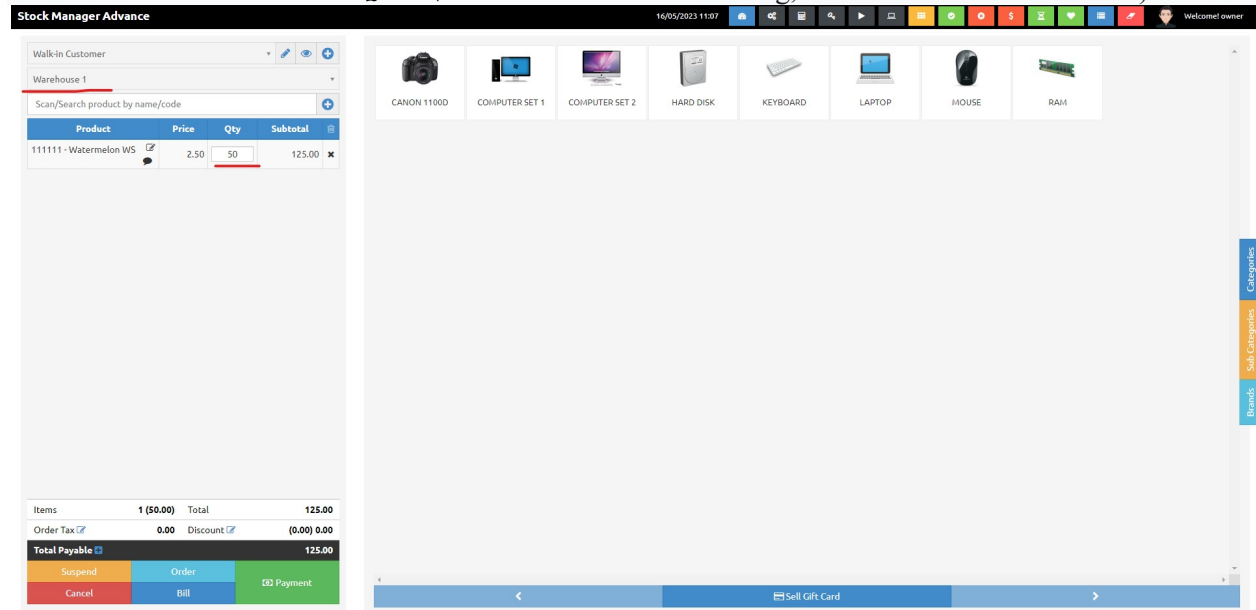 Stock Manager Advance
16/05/2023 11:07
Welcome! owner
Walk-in Customer
Warehouse 1
Scan/Search product by name/code
Product Price Qty Subtotal
111111 - Watermelon WS 2.50 50 125.00
CANON 1100D COMPUTER SET 1 COMPUTER SET 2 HARD DISK KEYBOARD LAPTOP MOUSE RAM
Categories
Sub Categories
Brands
Items 1 (50.00) Total 125.00
Order Tax 0.00 Discount (0.00) 0.00
Total Payable 125.00
Suspend Order
Payment
Cancel Bill
Sell Gift Card